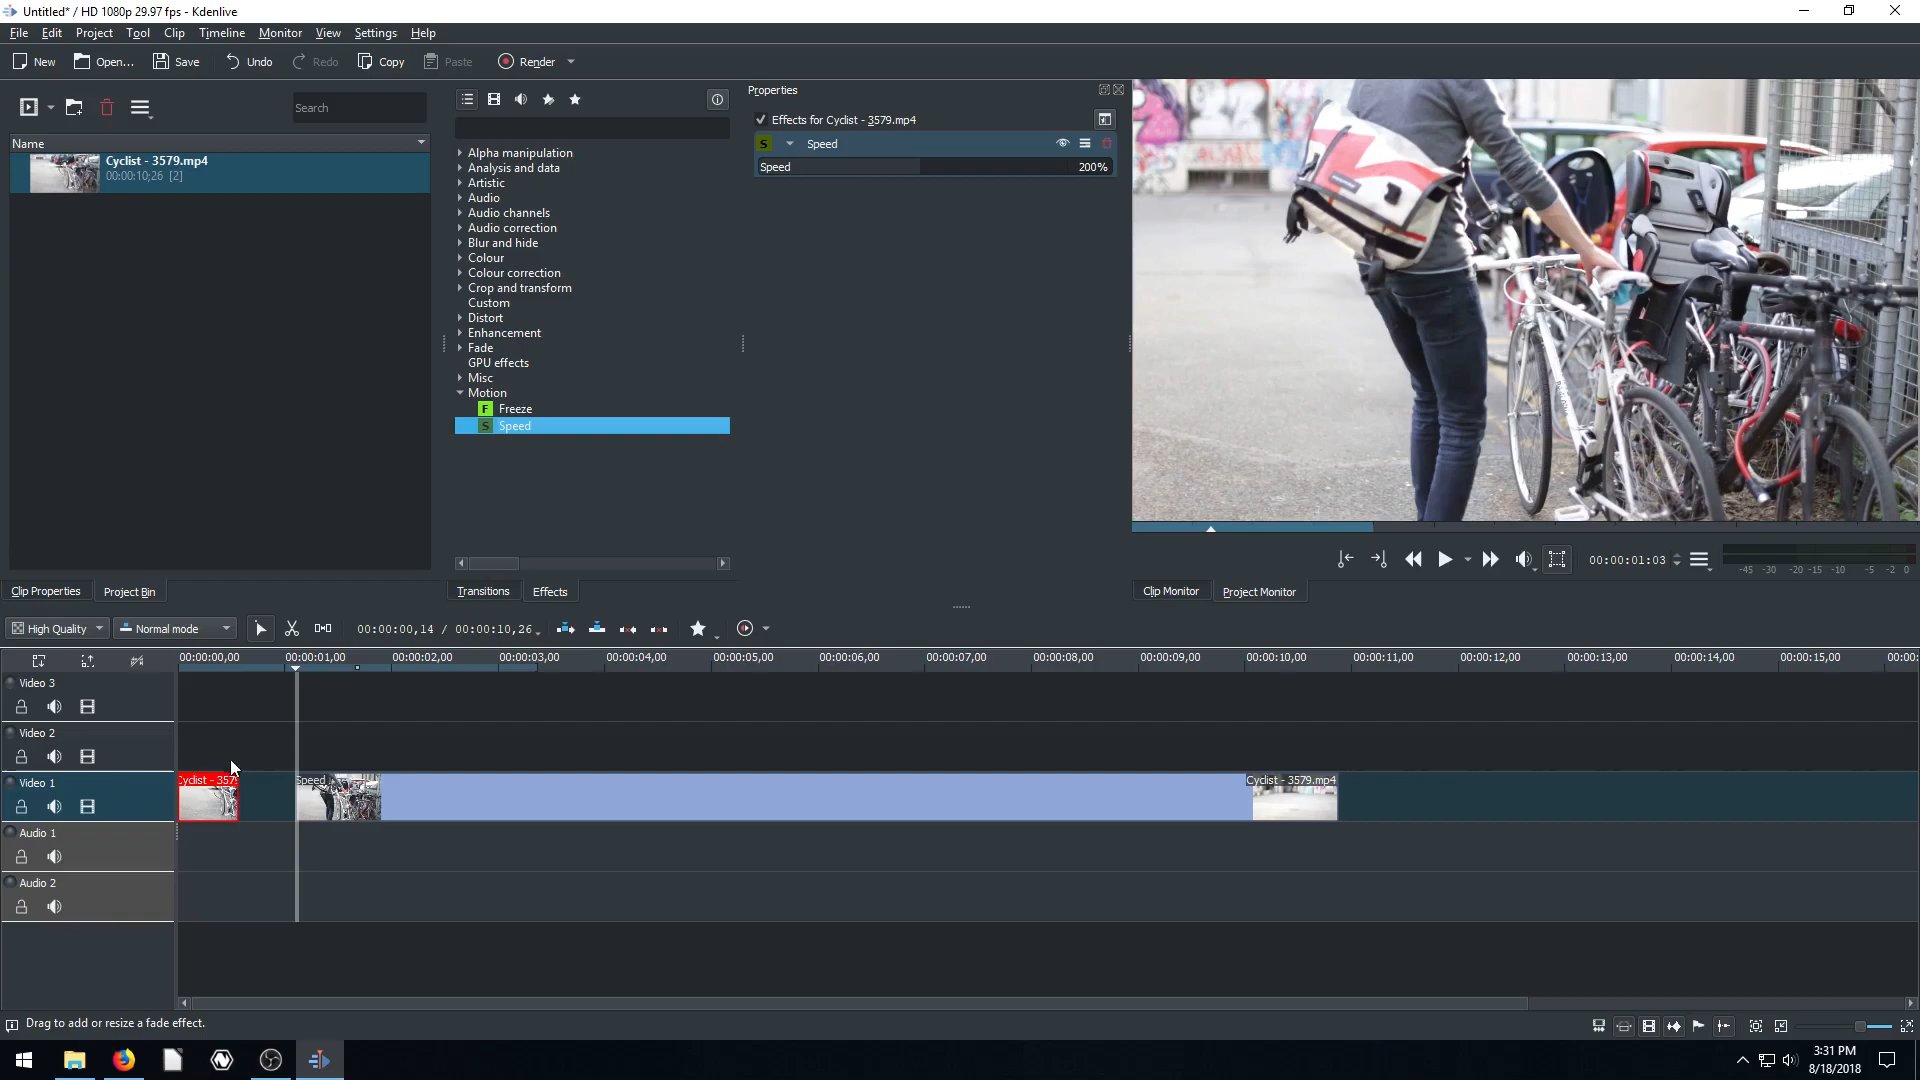 Untitled* / HD 1080p 29.97 fps - Kdenlive
File Edit Project Tool Clip Timeline Monitor View Settings Help
New Open... Save Undo Redo Copy Paste Render
Search
Name
Cyclist - 3579.mp4
00:00:10;26 [2]
Alpha manipulation
Analysis and data
Artistic
Audio
Audio channels
Audio correction
Blur and hide
Colour
Colour correction
Crop and transform
Custom
Distort
Enhancement
Fade
GPU effects
Misc
Motion
F Freeze
S Speed
Properties
Effects for Cyclist - 3579.mp4
S Speed
Speed 200%
Clip Properties Project Bin
Transitions Effects
00:00:01:03
-45 -30 -20 -15 -10 -5 -2 0
Clip Monitor Project Monitor
High Quality Normal mode 00:00:00,14 / 00:00:10,26
00:00:00,00 00:00:01,00 00:00:02,00 00:00:03,00 00:00:04,00 00:00:05,00 00:00:06,00 00:00:07,00 00:00:08,00 00:00:09,00 00:00:10,00 00:00:11,00 00:00:12,00 00:00:13,00 00:00:14,00 00:00:15,00 00:00:
Video 3
Video 2
Video 1
Cyclist - 357
Speed
Cyclist - 3579.mp4
Audio 1
Audio 2
Drag to add or resize a fade effect.
3:31 PM
8/18/2018